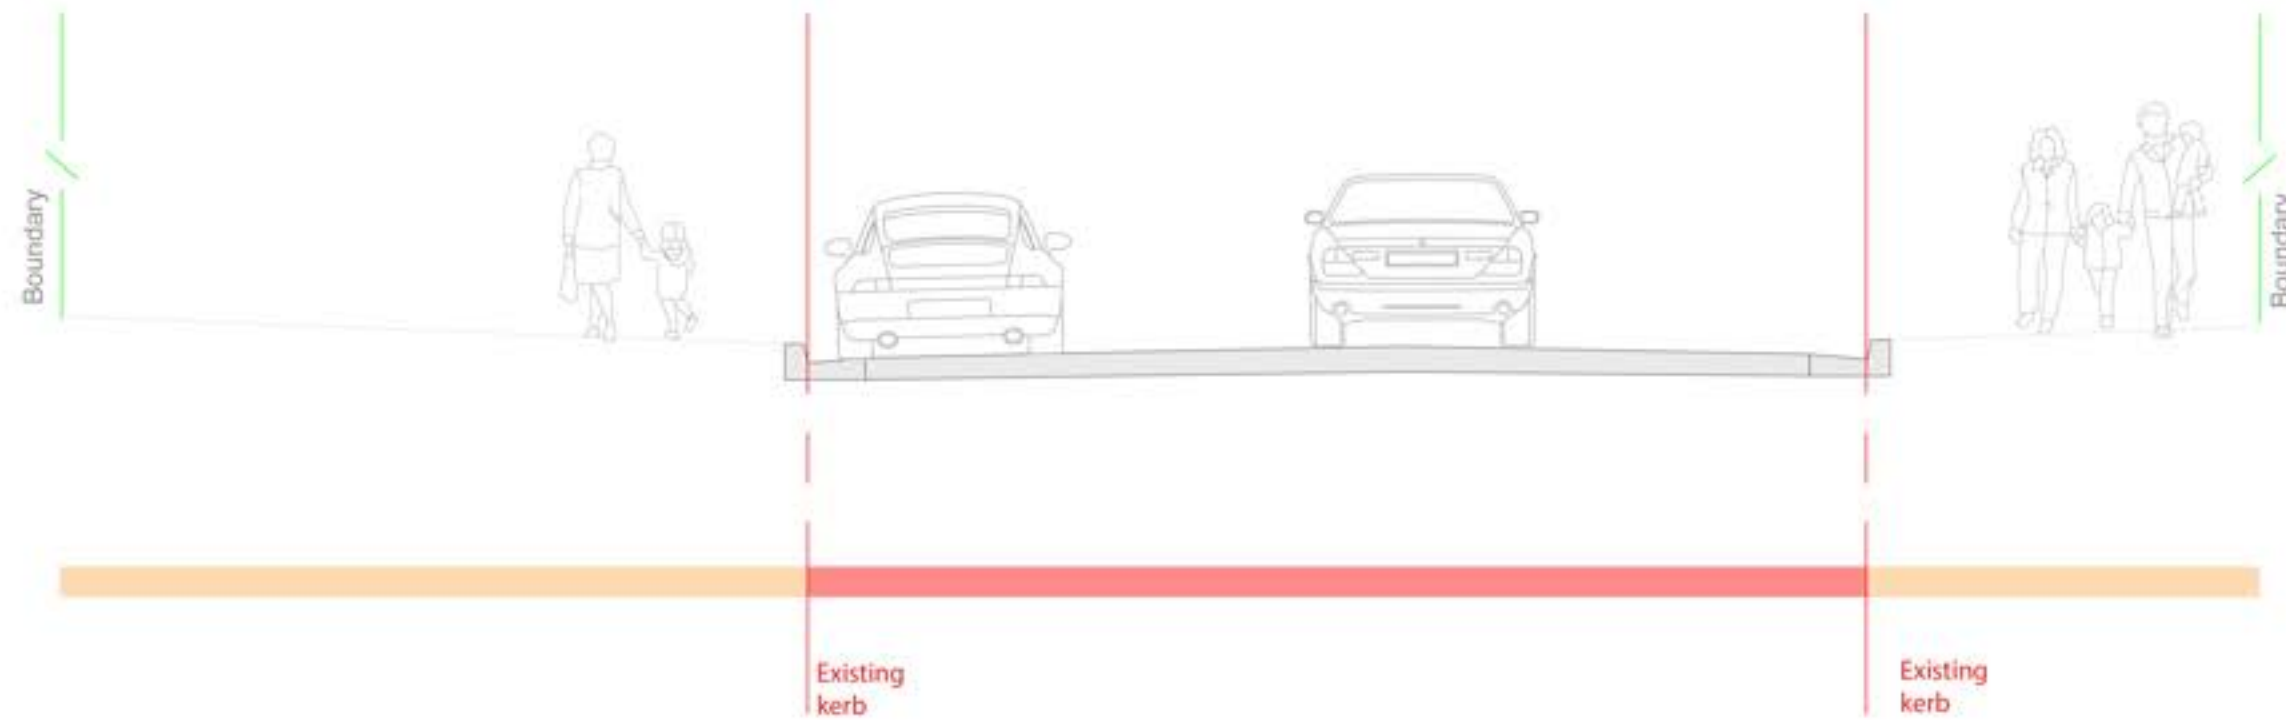 Boundary
Boundary
Existing
kerb
Existing
kerb